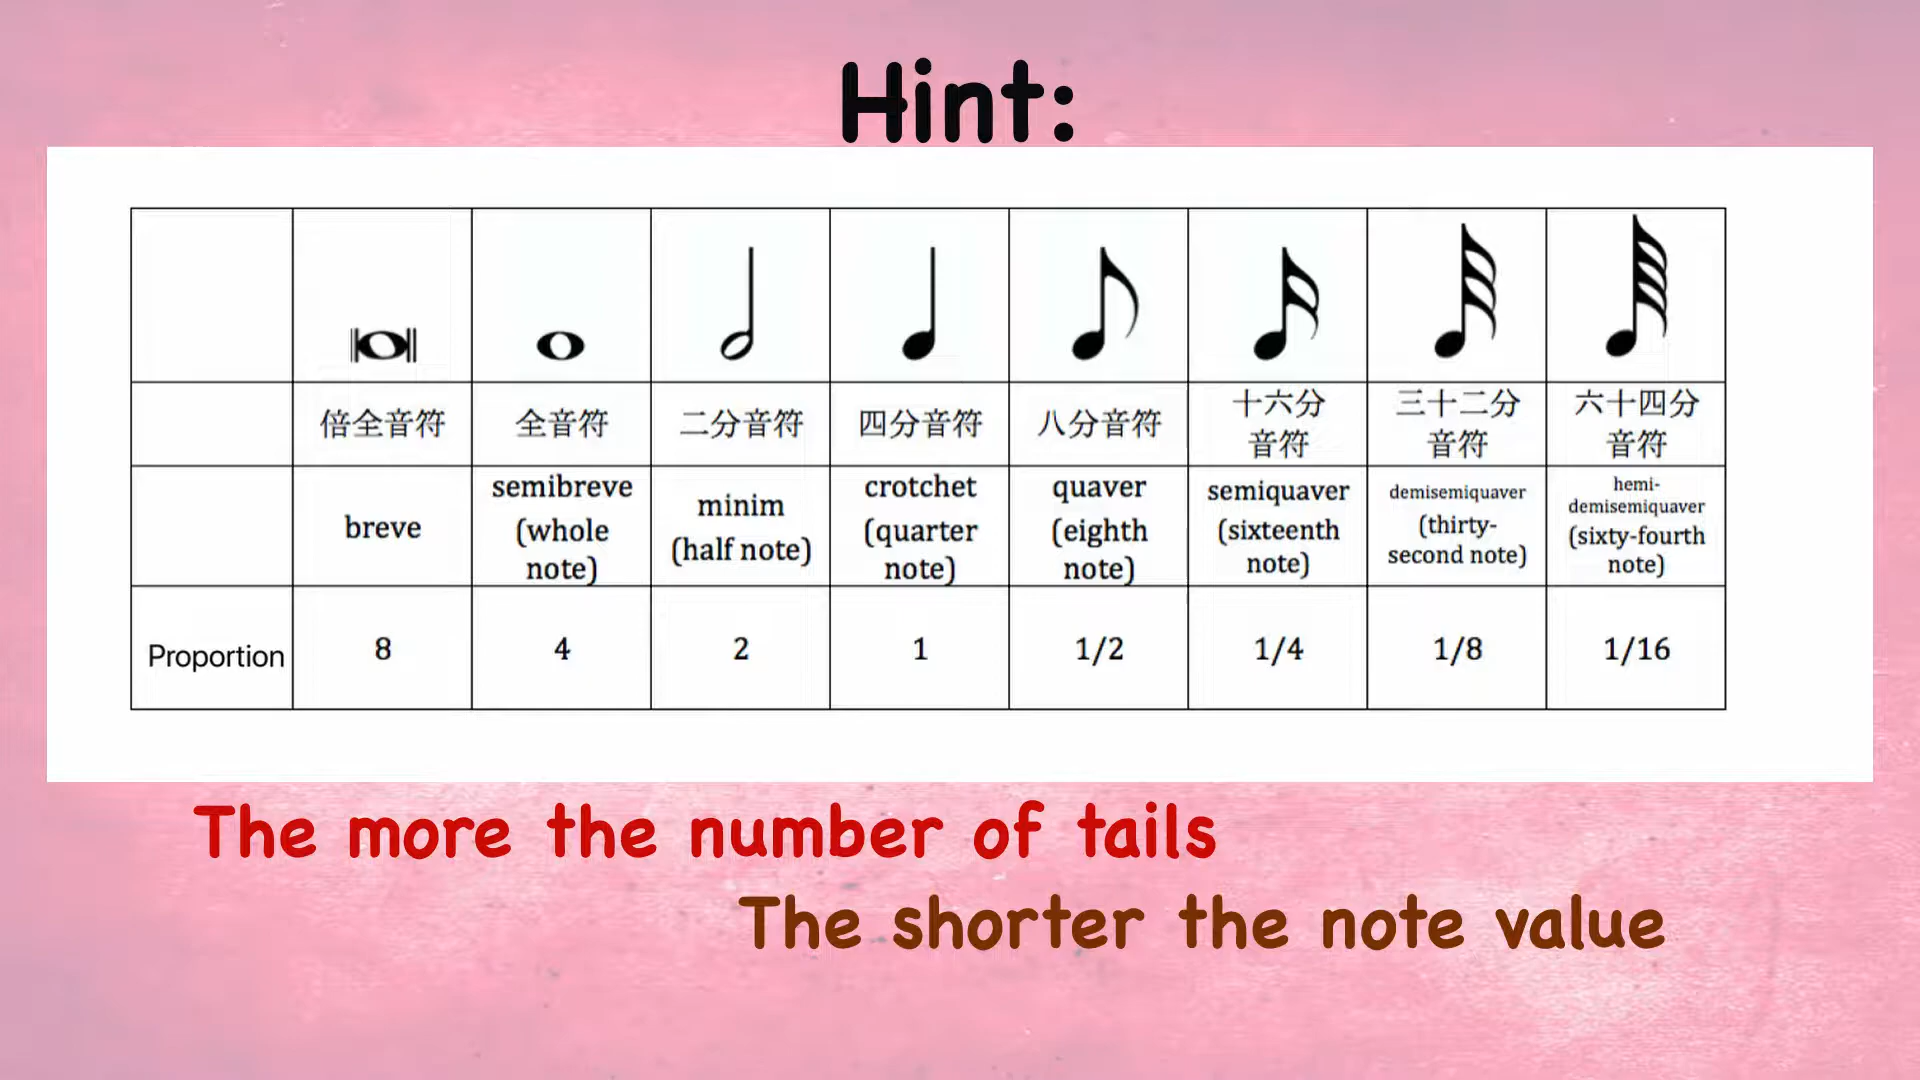 Hint:
倍全音符
全音符
二分音符
四分音符
八分音符
十六分
音符
三十二分
音符
六十四分
音符
breve
semibreve
(whole
note)
minim
(half note)
crotchet
(quarter
note)
quaver
(eighth
note)
semiquaver
(sixteenth
note)
demisemiquaver
(thirty-
second note)
hemi-
demisemiquaver
(sixty-fourth
note)
Proportion
8
4
2
1
1/2
1/4
1/8
1/16
The more the number of tails
The shorter the note value